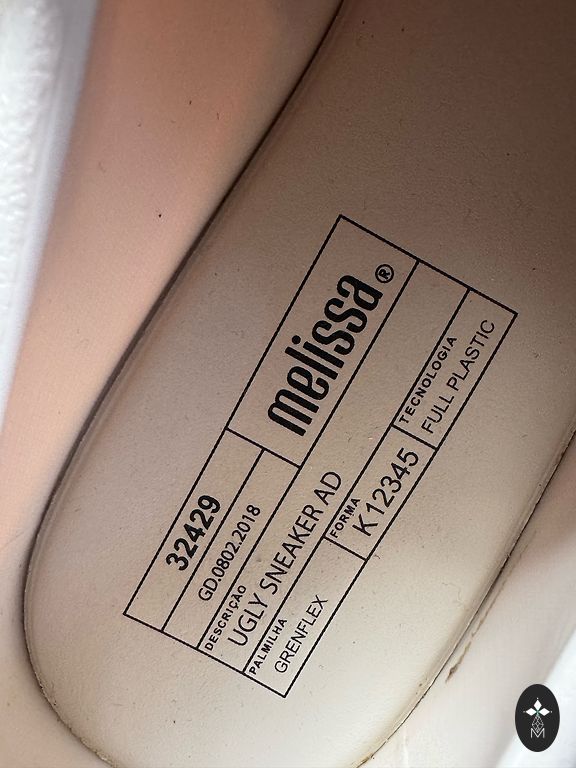 melissa®
32429
GD.0802.2018
DESCRIÇÃO
UGLY SNEAKER AD
TECNOLOGIA
FULL PLASTIC
FORMA
K12345
PALMILHA
GRENFLEX
M